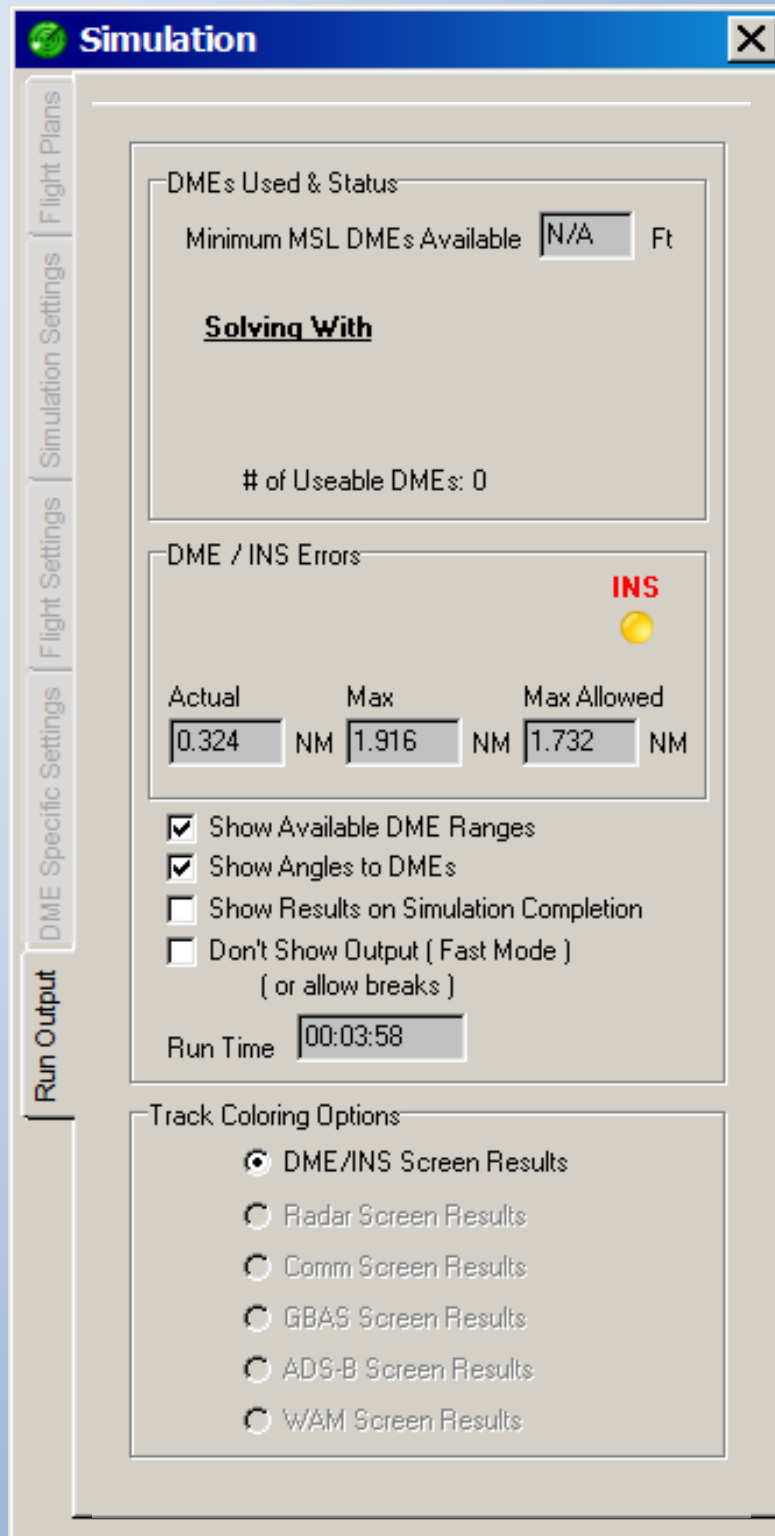 Simulation
Flight Plans
Simulation Settings
Flight Settings
DME Specific Settings
Run Output
DMEs Used & Status
Minimum MSL DMEs Available N/A Ft
Solving With
# of Useable DMEs: 0
DME / INS Errors
INS
Actual Max Max Allowed
0.324 NM 1.916 NM 1.732 NM
Show Available DME Ranges
Show Angles to DMEs
Show Results on Simulation Completion
Don't Show Output ( Fast Mode )
( or allow breaks )
Run Time 00:03:58
Track Coloring Options
DME/INS Screen Results
Radar Screen Results
Comm Screen Results
GBAS Screen Results
ADS-B Screen Results
WAM Screen Results